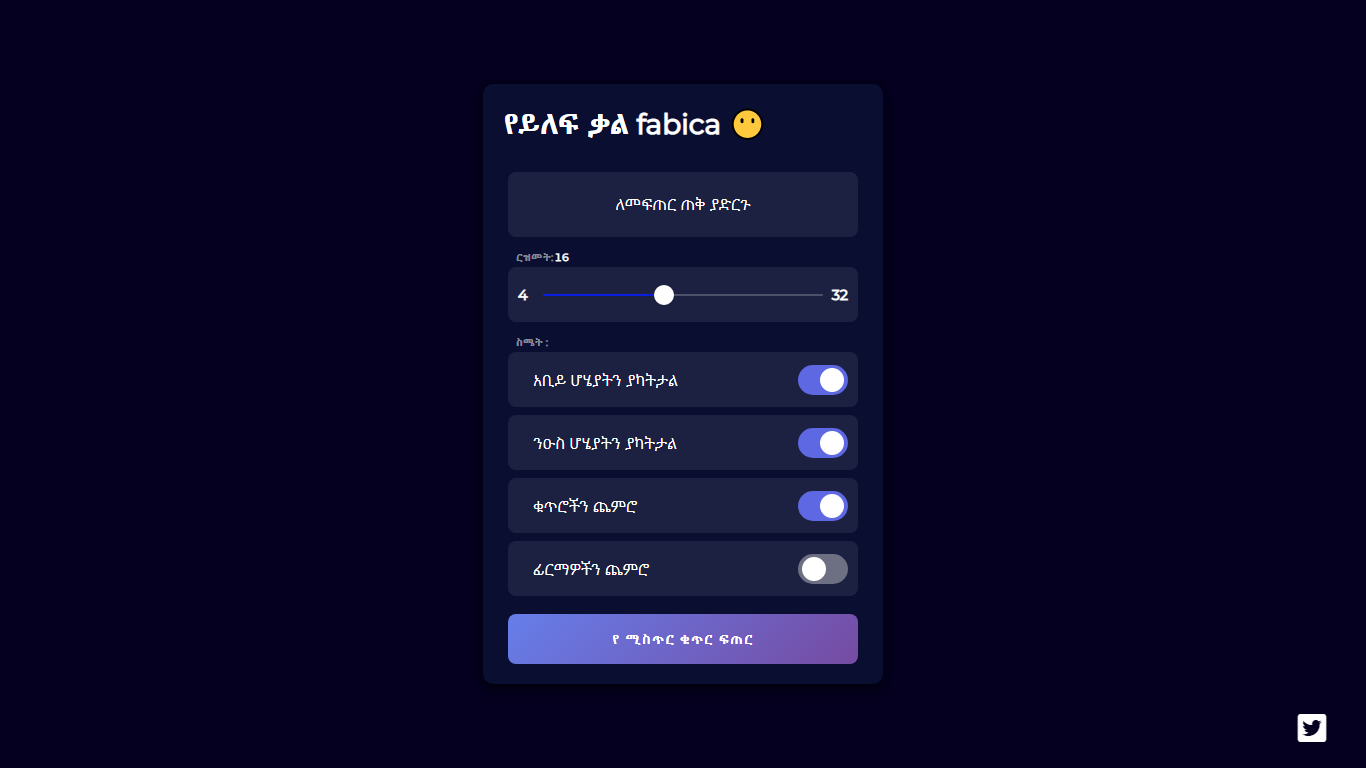 የይለፍ ቃል fabica 😶
ለመፍጠር ጠቅ ያድርጉ
ርዝመት:16
4 32
ስሜት :
አቢይ ሆሄያትን ያካትታል
ንዑስ ሆሄያትን ያካትታል
ቁጥሮችን ጨምሮ
ፊርማዎችን ጨምሮ
የ ሚስጥር ቁጥር ፍጠር